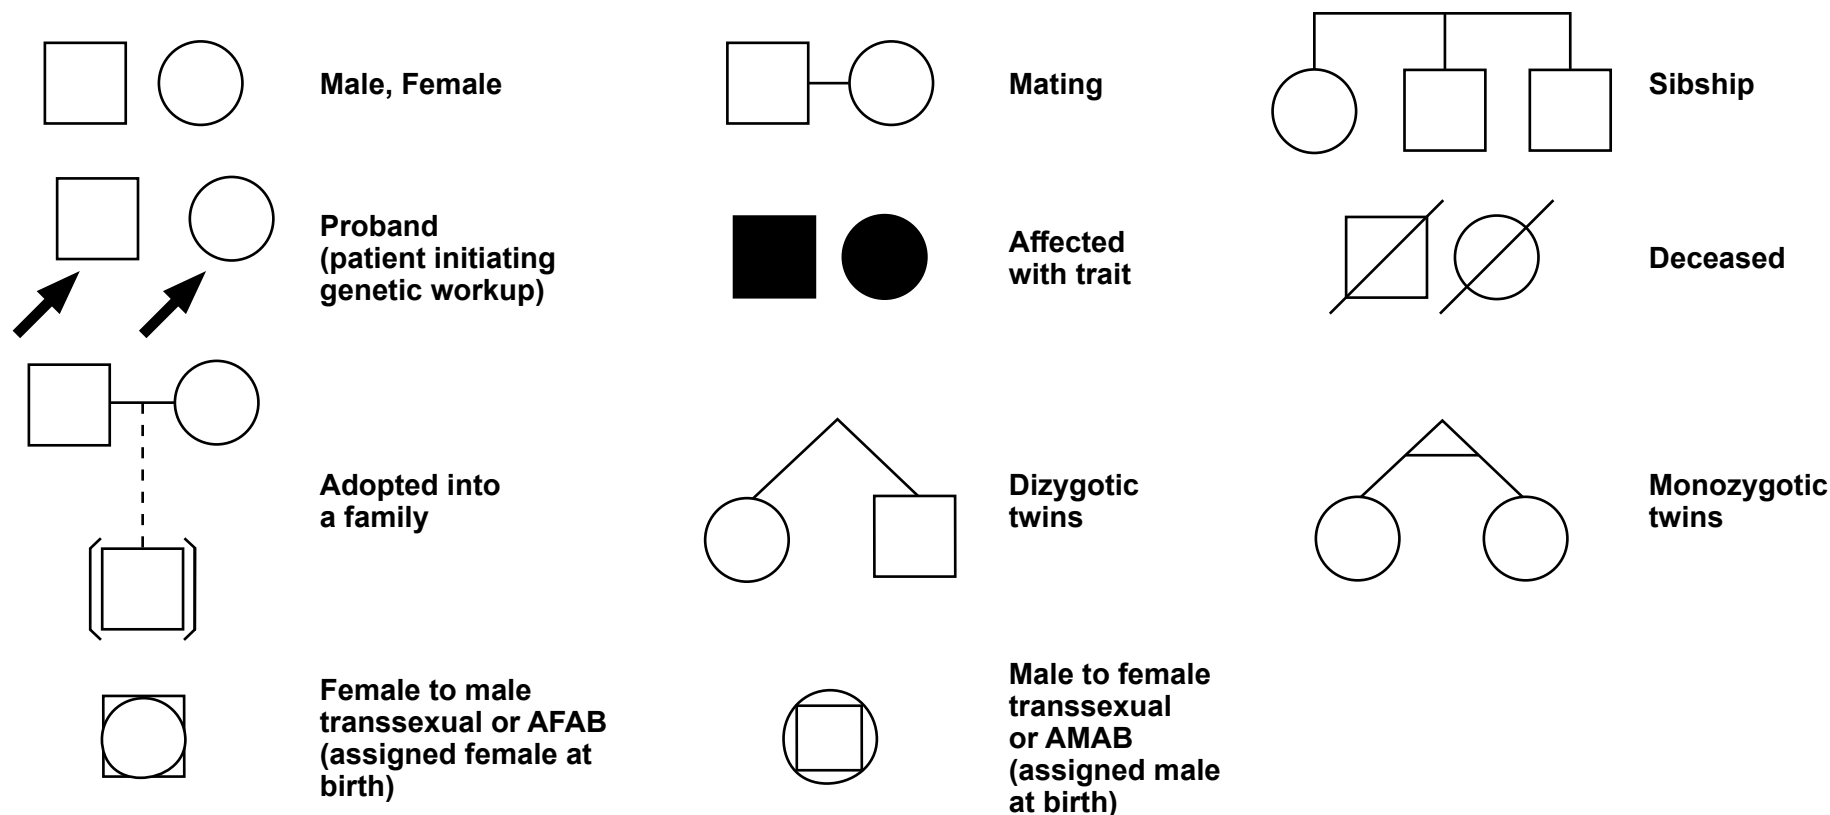 Male, Female
Mating
Sibship
Proband
(patient initiating
genetic workup)
Affected
with trait
Deceased
Adopted into
a family
Dizygotic
twins
Monozygotic
twins
Female to male
transsexual or AFAB
(assigned female at
birth)
Male to female
transsexual
or AMAB
(assigned male
at birth)